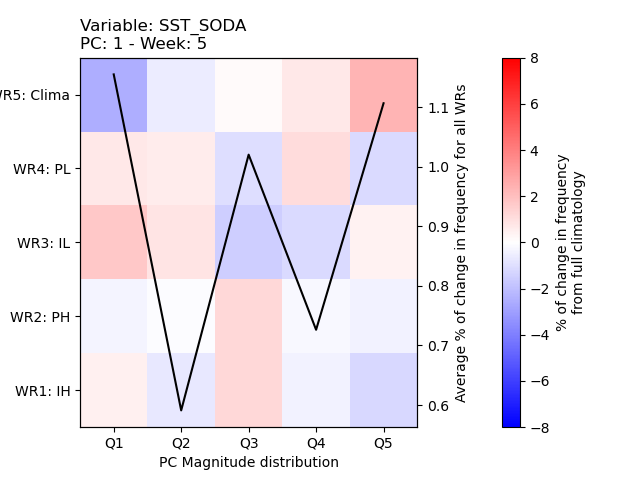 Variable: SST_SODA
PC: 1 - Week: 5
WR5: Clima
WR4: PL
WR3: IL
WR2: PH
WR1: IH
Q1 Q2 Q3 Q4 Q5
PC Magnitude distribution
1.1
1.0
0.9
0.8
0.7
0.6
Average % of change in frequency for all WRs
8
6
4
2
0
−2
−4
−6
−8
% of change in frequency
from full climatology